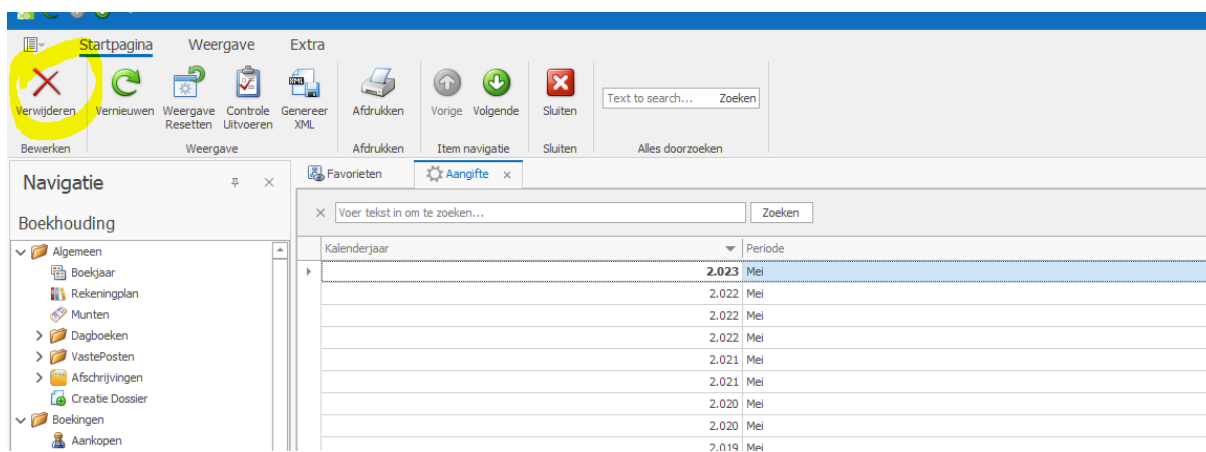 Startpagina Weergave Extra
Verwijderen Vernieuwen Weergave Resetten Controle Uitvoeren Genereer XML Afdrukken Vorige Volgende Sluiten
Text to search... Zoeken
Bewerken Weergave Afdrukken Item navigatie Sluiten Alles doorzoeken
Navigatie
Boekhouding
Algemeen
Boekjaar
Rekeningplan
Munten
Dagboeken
VastePosten
Afschrijvingen
Creatie Dossier
Boekingen
Aankopen
Favorieten Aangifte
Voer tekst in om te zoeken... Zoeken
Kalenderjaar Periode
2.023 Mei
2.022 Mei
2.022 Mei
2.022 Mei
2.021 Mei
2.021 Mei
2.020 Mei
2.020 Mei
2.019 Mei